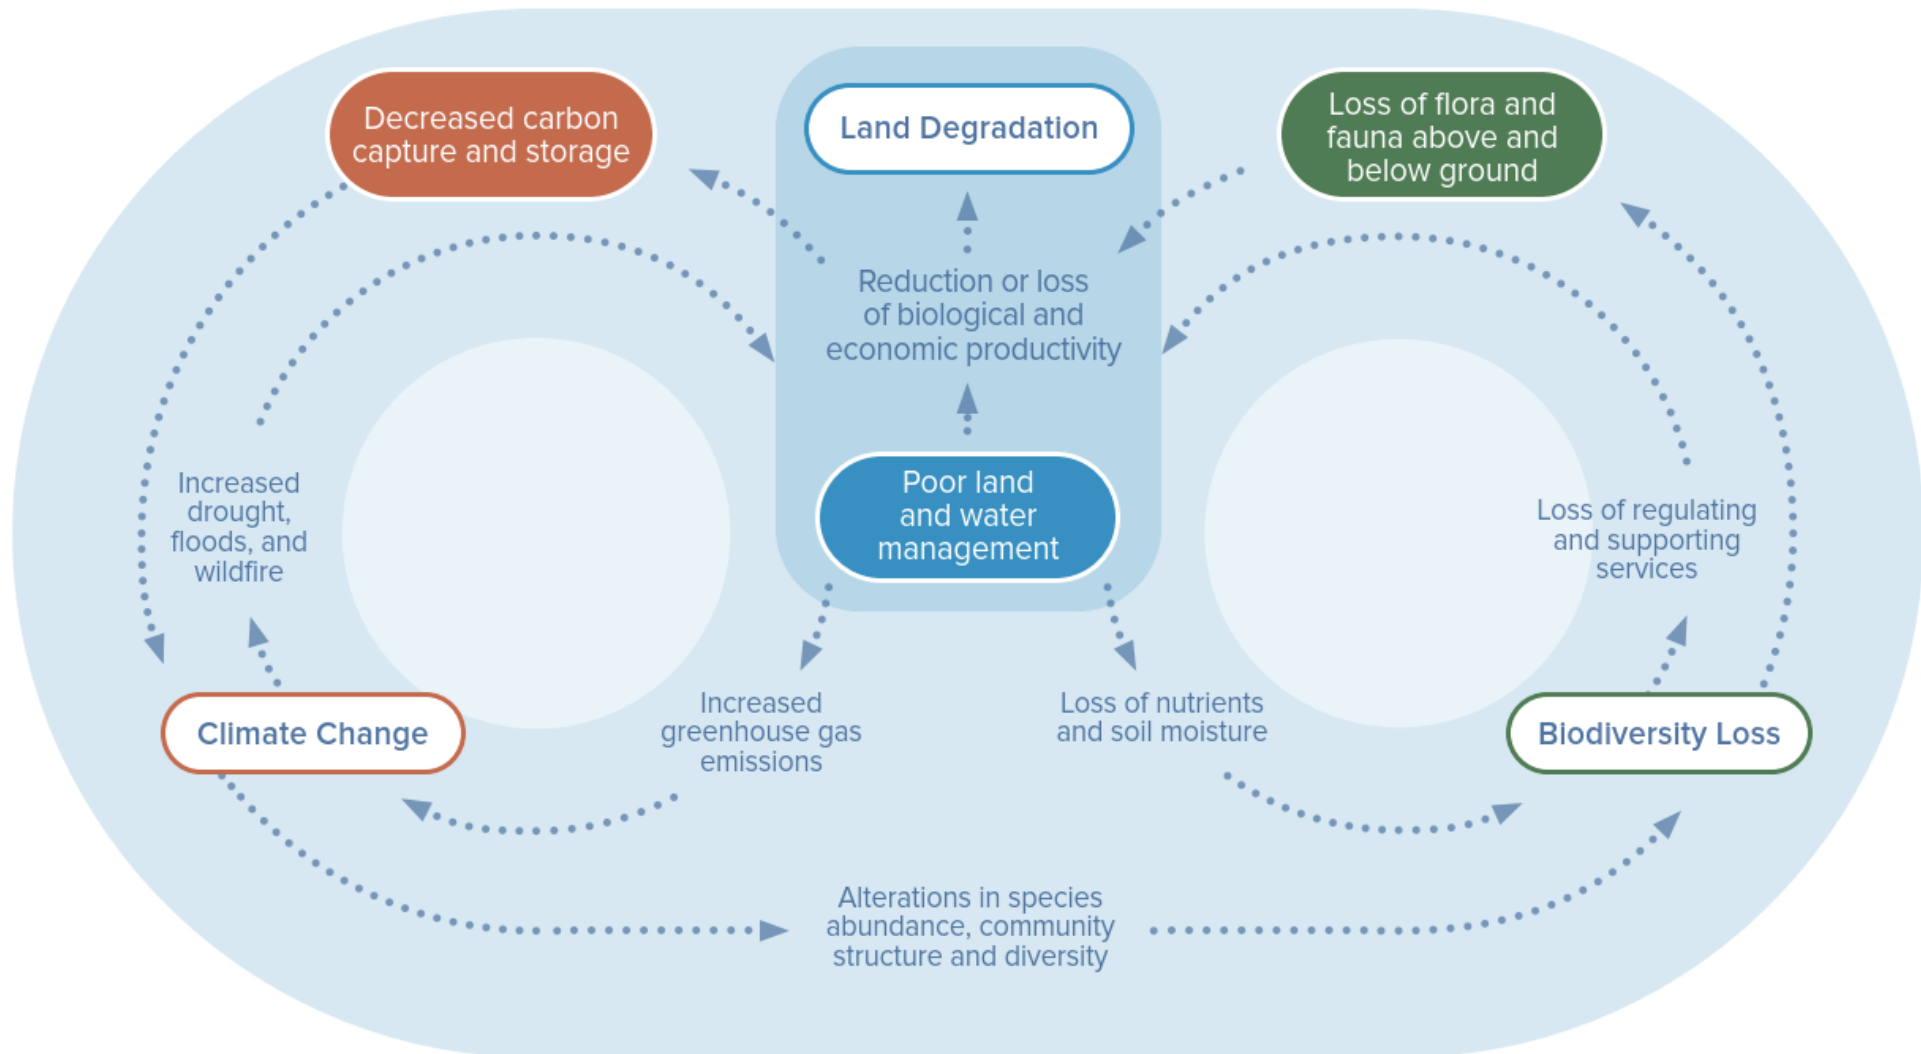 Decreased carbon
capture and storage
Land Degradation
Loss of flora and
fauna above and
below ground
Reduction or loss
of biological and
economic productivity
Increased
drought,
floods, and
wildfire
Poor land
and water
management
Loss of regulating
and supporting
services
Climate Change
Increased
greenhouse gas
emissions
Loss of nutrients
and soil moisture
Biodiversity Loss
Alterations in species
abundance, community
structure and diversity